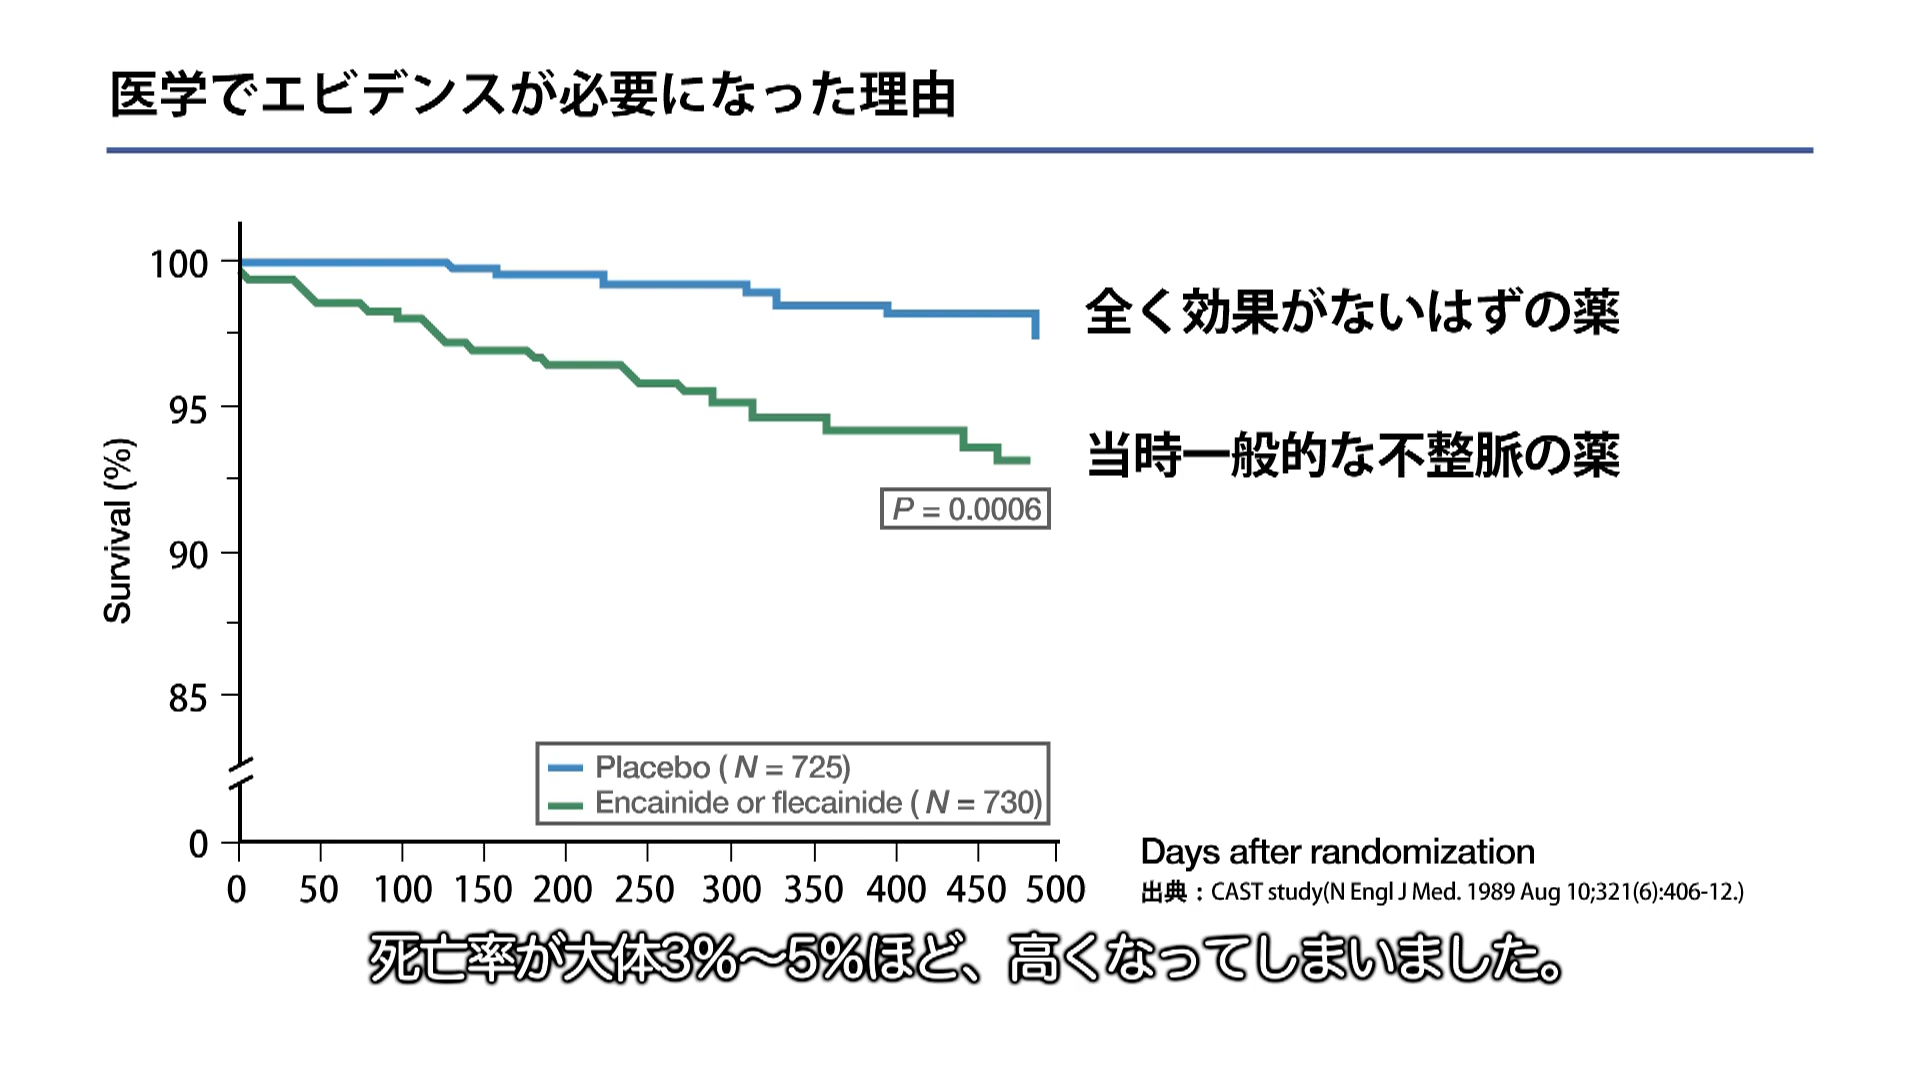 医学でエビデンスが必要になった理由
100
95
90
85
0
Survival (%)
全く効果がないはずの薬
当時一般的な不整脈の薬
P = 0.0006
Placebo ( N = 725)
Encainide or flecainide ( N = 730)
0 50 100 150 200 250 300 350 400 450 500
Days after randomization
出典：CAST study(N Engl J Med. 1989 Aug 10;321(6):406-12.)
死亡率が大体3%〜5%ほど、高くなってしまいました。